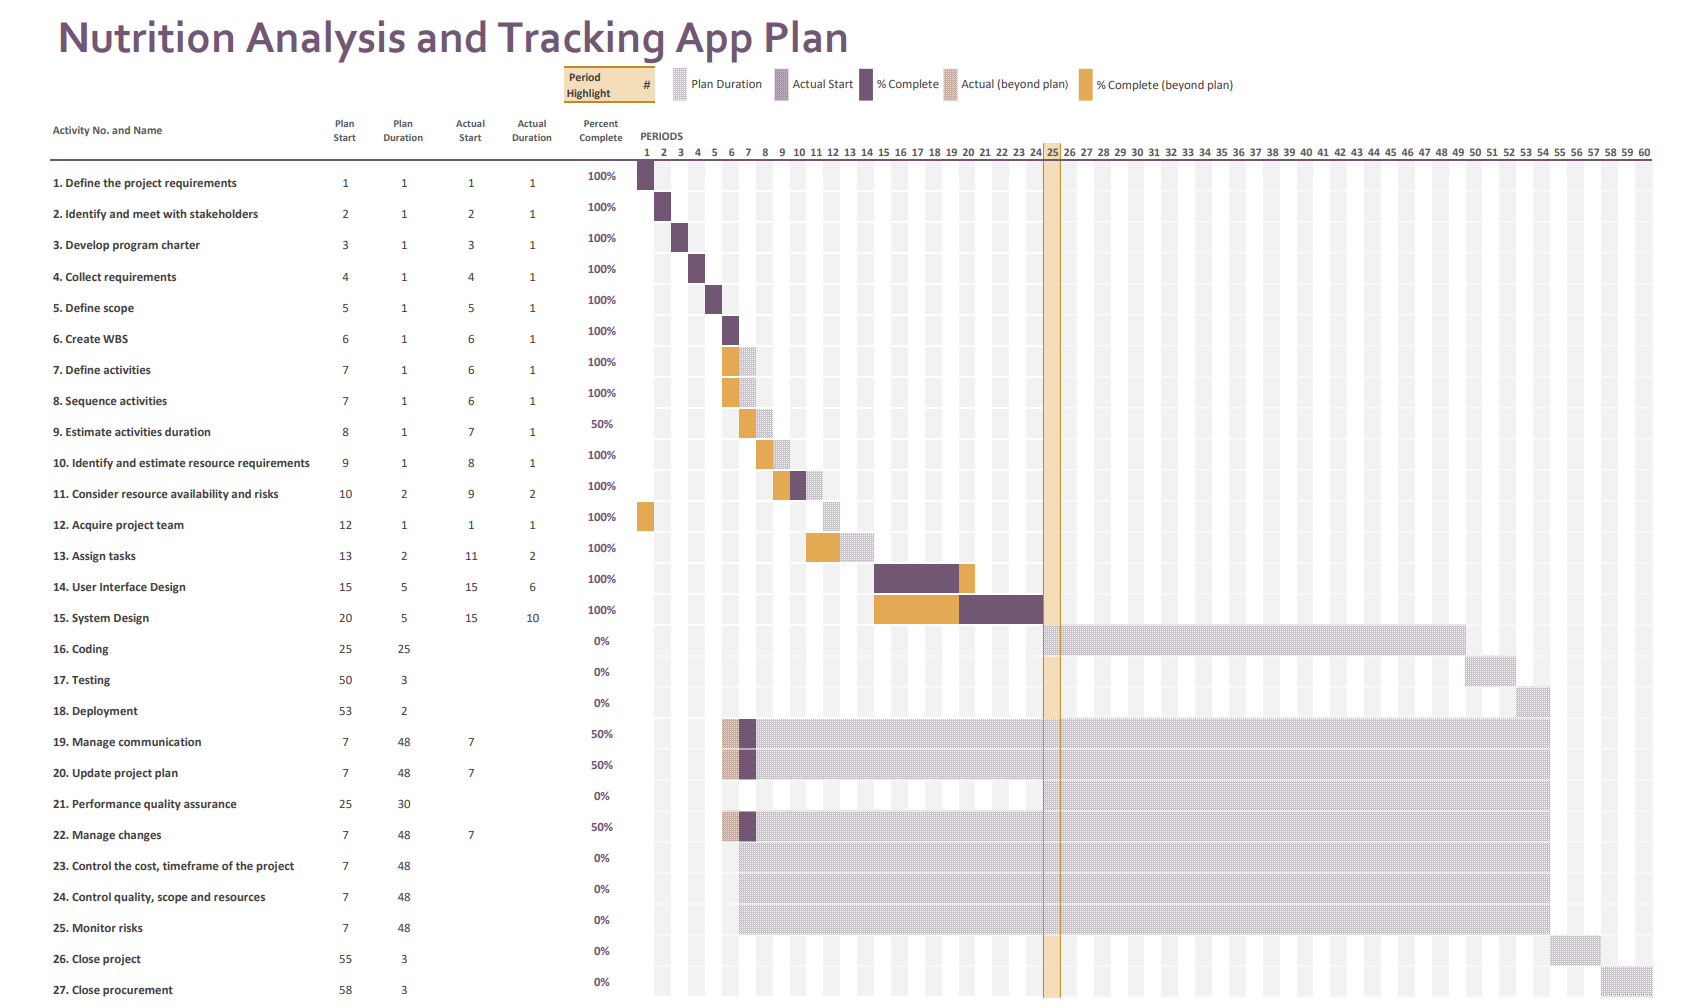 Nutrition Analysis and Tracking App Plan
Period Highlight # Plan Duration Actual Start % Complete Actual (beyond plan) % Complete (beyond plan)
Activity No. and Name Plan Start Plan Duration Actual Start Actual Duration Percent Complete PERIODS
1 2 3 4 5 6 7 8 9 10 11 12 13 14 15 16 17 18 19 20 21 22 23 24 25 26 27 28 29 30 31 32 33 34 35 36 37 38 39 40 41 42 43 44 45 46 47 48 49 50 51 52 53 54 55 56 57 58 59 60
1. Define the project requirements 1 1 1 1 100%
2. Identify and meet with stakeholders 2 1 2 1 100%
3. Develop program charter 3 1 3 1 100%
4. Collect requirements 4 1 4 1 100%
5. Define scope 5 1 5 1 100%
6. Create WBS 6 1 6 1 100%
7. Define activities 7 1 6 1 100%
8. Sequence activities 7 1 6 1 100%
9. Estimate activities duration 8 1 7 1 50%
10. Identify and estimate resource requirements 9 1 8 1 100%
11. Consider resource availability and risks 10 2 9 2 100%
12. Acquire project team 12 1 1 1 100%
13. Assign tasks 13 2 11 2 100%
14. User Interface Design 15 5 15 6 100%
15. System Design 20 5 15 10 100%
16. Coding 25 25 0%
17. Testing 50 3 0%
18. Deployment 53 2 0%
19. Manage communication 7 48 7 50%
20. Update project plan 7 48 7 50%
21. Performance quality assurance 25 30 0%
22. Manage changes 7 48 7 50%
23. Control the cost, timeframe of the project 7 48 0%
24. Control quality, scope and resources 7 48 0%
25. Monitor risks 7 48 0%
26. Close project 55 3 0%
27. Close procurement 58 3 0%